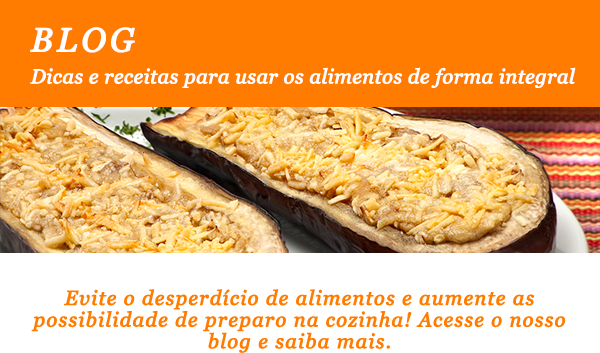 BLOG
Dicas e receitas para usar os alimentos de forma integral
Evite o desperdício de alimentos e aumente as
possibilidade de preparo na cozinha! Acesse o nosso
blog e saiba mais.